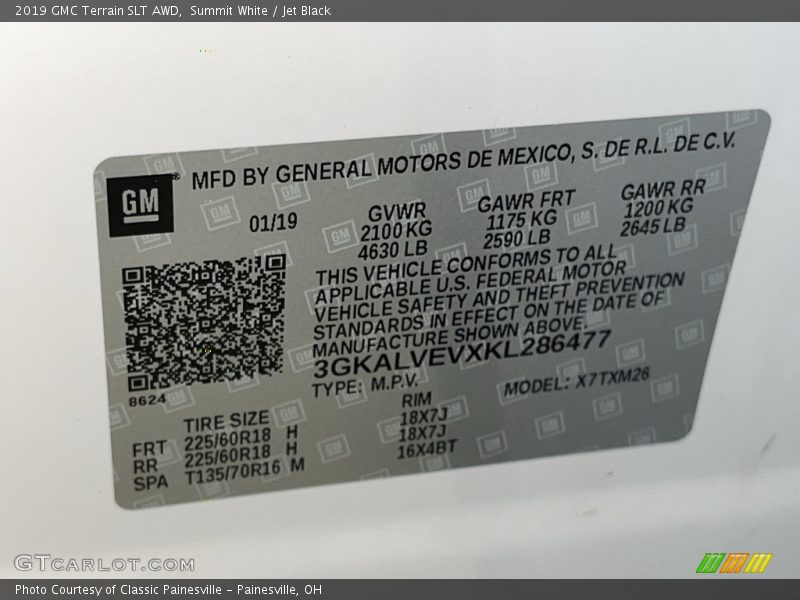 2019 GMC Terrain SLT AWD,  Summit White / Jet Black
GM ® MFD BY GENERAL MOTORS DE MEXICO, S. DE R.L. DE C.V.
01/19 GVWR GAWR FRT GAWR RR
2100 KG 1175 KG 1200 KG
4630 LB 2590 LB 2645 LB
THIS VEHICLE CONFORMS TO ALL
APPLICABLE U.S. FEDERAL MOTOR
VEHICLE SAFETY AND THEFT PREVENTION
STANDARDS IN EFFECT ON THE DATE OF
MANUFACTURE SHOWN ABOVE.
3GKALVEVXKL286477
8624 TYPE: M.P.V. MODEL: X7TXM26
TIRE SIZE RIM
FRT 225/60R18 H 18X7J
RR 225/60R18 H 18X7J
SPA T135/70R16 M 16X4BT
GTCARLOT.COM
Photo Courtesy of Classic Painesville - Painesville, OH